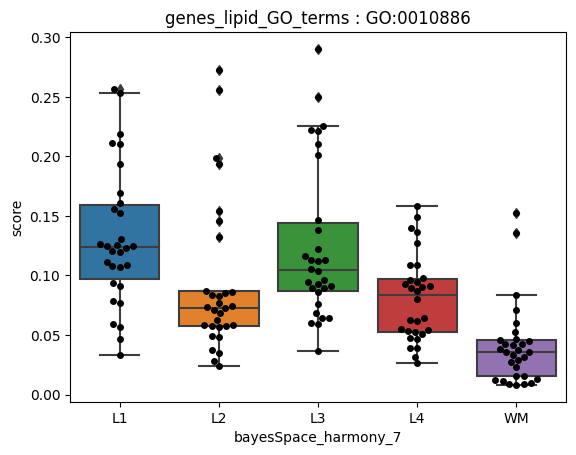 genes_lipid_GO_terms : GO:0010886
0.30
0.25
0.20
0.15
0.10
0.05
0.00
score
L1 L2 L3 L4 WM
bayesSpace_harmony_7